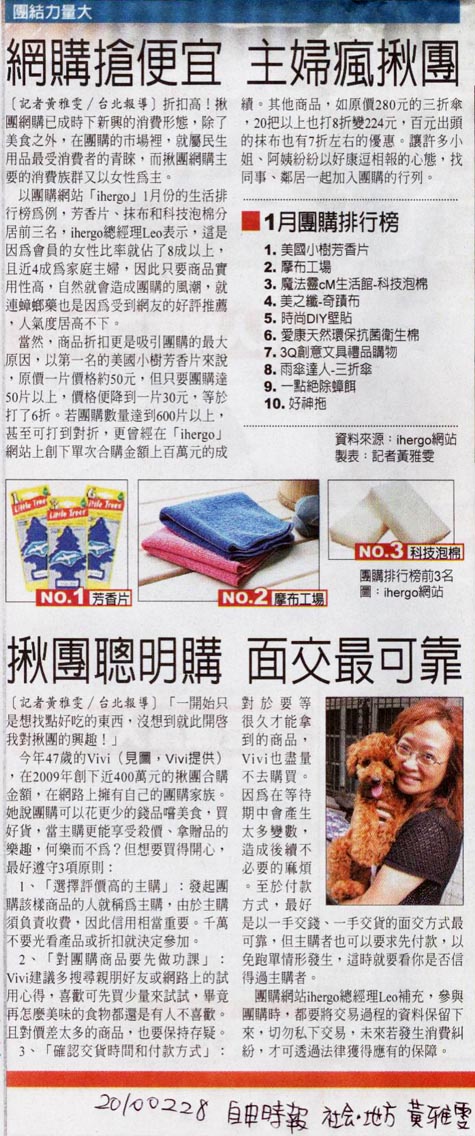 團結力量大
網購搶便宜 主婦瘋揪團
〔記者黃雅雯／台北報導〕折扣高！揪
團網購已成時下新興的消費形態，除了
美食之外，在團購的市場裡，就屬民生
用品最受消費者的青睞，而揪團網購主
要的消費族群又以女性為主。
以團購網站「ihergo」1月份的生活排
行榜為例，芳香片、抹布和科技泡棉分
居前三名，ihergo總經理Leo表示，這是
因為會員的女性比率就佔了8成以上，
且近4成為家庭主婦，因此只要商品實
用性高，自然就會造成團購的風潮，就
連蟑螂藥也是因為受到網友的好評推薦
，人氣度居高不下。
當然，商品折扣更是吸引團購的最大
原因，以第一名的美國小樹芳香片來說
，原價一片價格約50元，但只要團購達
50片以上，價格便降到一片30元，等於
打了6折。若團購數量達到600片以上，
甚至可打到對折，更曾經在「ihergo」
網站上創下單次合購金額上百萬元的成
績。其他商品，如原價280元的三折傘
，20把以上也打8折變224元，百元出頭
的抹布也有7折左右的優惠。讓許多小
姐、阿姨紛紛以好康逗相報的心態，找
同事、鄰居一起加入團購的行列。
1月團購排行榜
1. 美國小樹芳香片
2. 摩布工場
3. 魔法靈cM生活館-科技泡棉
4. 美之纖-奇蹟布
5. 時尚DIY壁貼
6. 愛康天然環保抗菌衛生棉
7. 3Q創意文具禮品購物
8. 雨傘達人-三折傘
9. 一點絕除蟑餌
10. 好神拖
資料來源：ihergo網站
製表：記者黃雅雯
Little Trees
Little Trees
Little Trees
NO.1 芳香片
NO.2 摩布工場
NO.3 科技泡棉
團購排行榜前3名
圖：ihergo網站
揪團聰明購 面交最可靠
〔記者黃雅雯／台北報導〕「一開始只
是想找點好吃的東西，沒想到就此開啓
我對揪團的興趣！」
今年47歲的Vivi（見圖，Vivi提供）
，在2009年創下近400萬元的揪團合購
金額，在網路上擁有自己的團購家族。
她說團購可以花更少的錢品嚐美食，買
好貨，當主購更能享受殺價、拿贈品的
樂趣，何樂而不為？但想要買得開心，
最好遵守3項原則：
1、「選擇評價高的主購」：發起團
購該樣商品的人就稱為主購，由於主購
須負責收費，因此信用相當重要。千萬
不要光看產品或折扣就決定參加。
2、「對團購商品要先做功課」：
Vivi建議多搜尋親朋好友或網路上的試
用心得，喜歡可先買少量來試試，畢竟
再怎麼美味的食物都還是有人不喜歡。
且對價差太多的商品，也要保持存疑。
3、「確認交貨時間和付款方式」：
對於要等
很久才能拿
到的商品，
Vivi也盡量
不去購買。
因為在等待
期中會產生
太多變數，
造成後續不
必要的麻煩
。至於付款
方式，最好
是以一手交錢、一手交貨的面交方式最
可靠，但主購者也可以要求先付款，以
免跑單情形發生，這時就要看你是否信
得過主購者。
團購網站ihergo總經理Leo補充，參與
團購時，都要將交易過程的資料保留下
來，切勿私下交易，未來若發生消費糾
紛，才可透過法律獲得應有的保障。
20100228 自由時報 社會·地方 黃雅雯